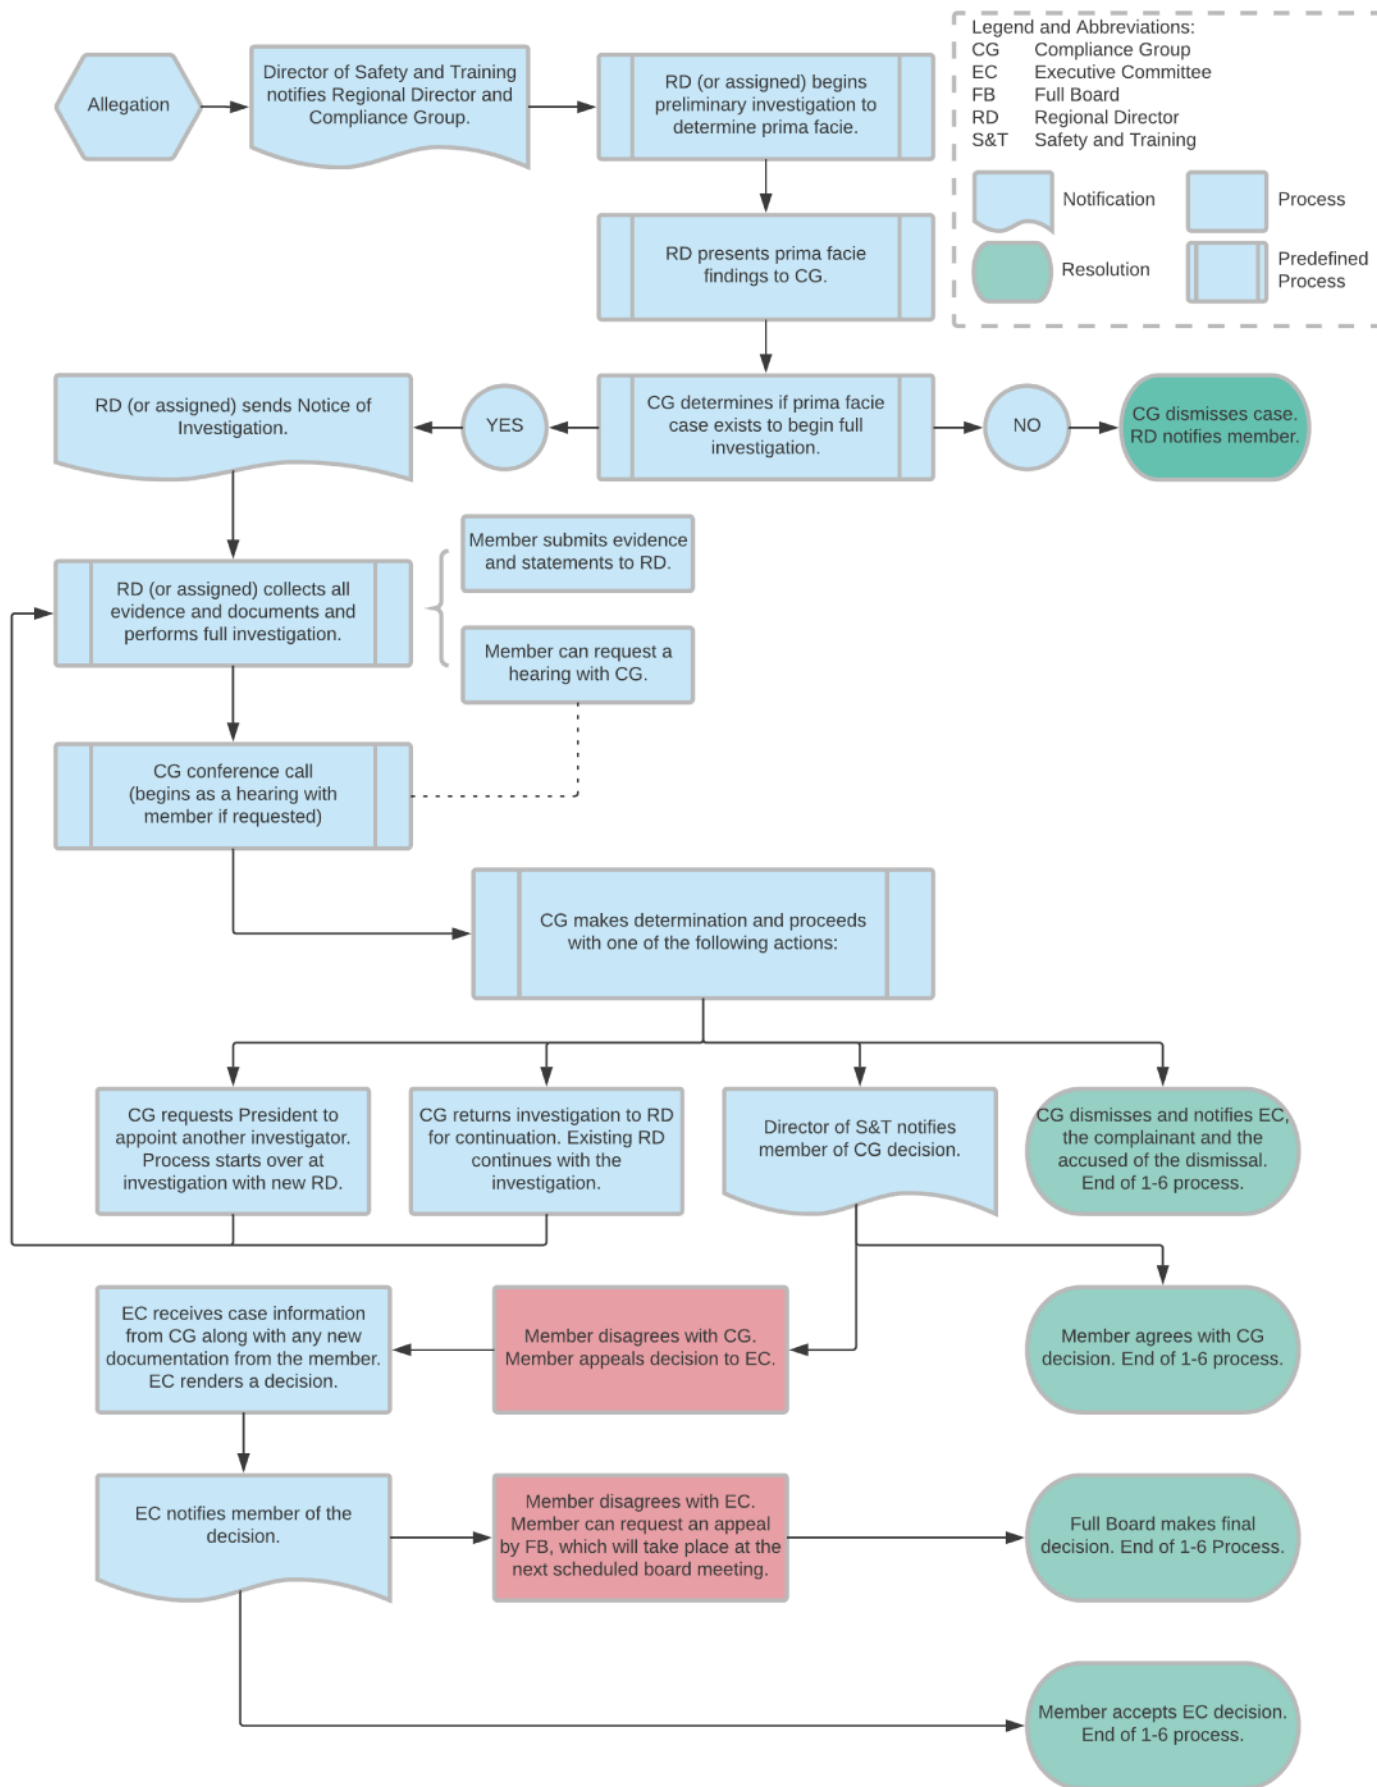 Allegation
Director of Safety and Training
notifies Regional Director and
Compliance Group.
RD (or assigned) begins
preliminary investigation to
determine prima facie.
Legend and Abbreviations:
CG Compliance Group
EC Executive Committee
FB Full Board
RD Regional Director
S&T Safety and Training
Notification
Process
Resolution
Predefined
Process
RD presents prima facie
findings to CG.
RD (or assigned) sends Notice of
Investigation.
YES
CG determines if prima facie
case exists to begin full
investigation.
NO
CG dismisses case.
RD notifies member.
Member submits evidence
and statements to RD.
RD (or assigned) collects all
evidence and documents and
performs full investigation.
Member can request a
hearing with CG.
CG conference call
(begins as a hearing with
member if requested)
CG makes determination and proceeds
with one of the following actions:
CG requests President to
appoint another investigator.
Process starts over at
investigation with new RD.
CG returns investigation to RD
for continuation. Existing RD
continues with the
investigation.
Director of S&T notifies
member of CG decision.
CG dismisses and notifies EC,
the complainant and the
accused of the dismissal.
End of 1-6 process.
EC receives case information
from CG along with any new
documentation from the member.
EC renders a decision.
Member disagrees with CG.
Member appeals decision to EC.
Member agrees with CG
decision. End of 1-6 process.
EC notifies member of the
decision.
Member disagrees with EC.
Member can request an appeal
by FB, which will take place at the
next scheduled board meeting.
Full Board makes final
decision. End of 1-6 Process.
Member accepts EC decision.
End of 1-6 process.